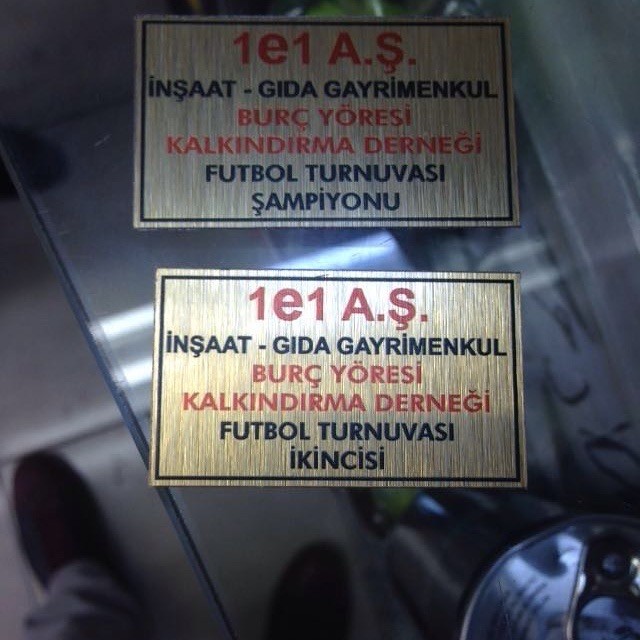 1e1 A.Ş.
İNŞAAT - GIDA GAYRİMENKUL
BURÇ YÖRESİ
KALKINDIRMA DERNEĞİ
FUTBOL TURNUVASI
ŞAMPİYONU
1e1 A.Ş.
İNŞAAT - GIDA GAYRİMENKUL
BURÇ YÖRESİ
KALKINDIRMA DERNEĞİ
FUTBOL TURNUVASI
İKİNCİSİ